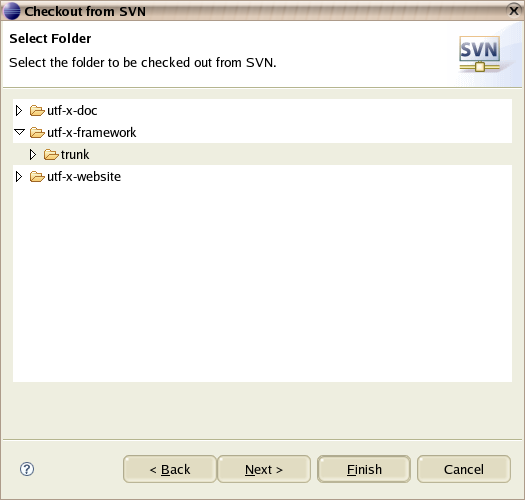 Checkout from SVN
Select Folder
Select the folder to be checked out from SVN.
SVN
utf-x-doc
utf-x-framework
trunk
utf-x-website
?
< Back
Next >
Finish
Cancel